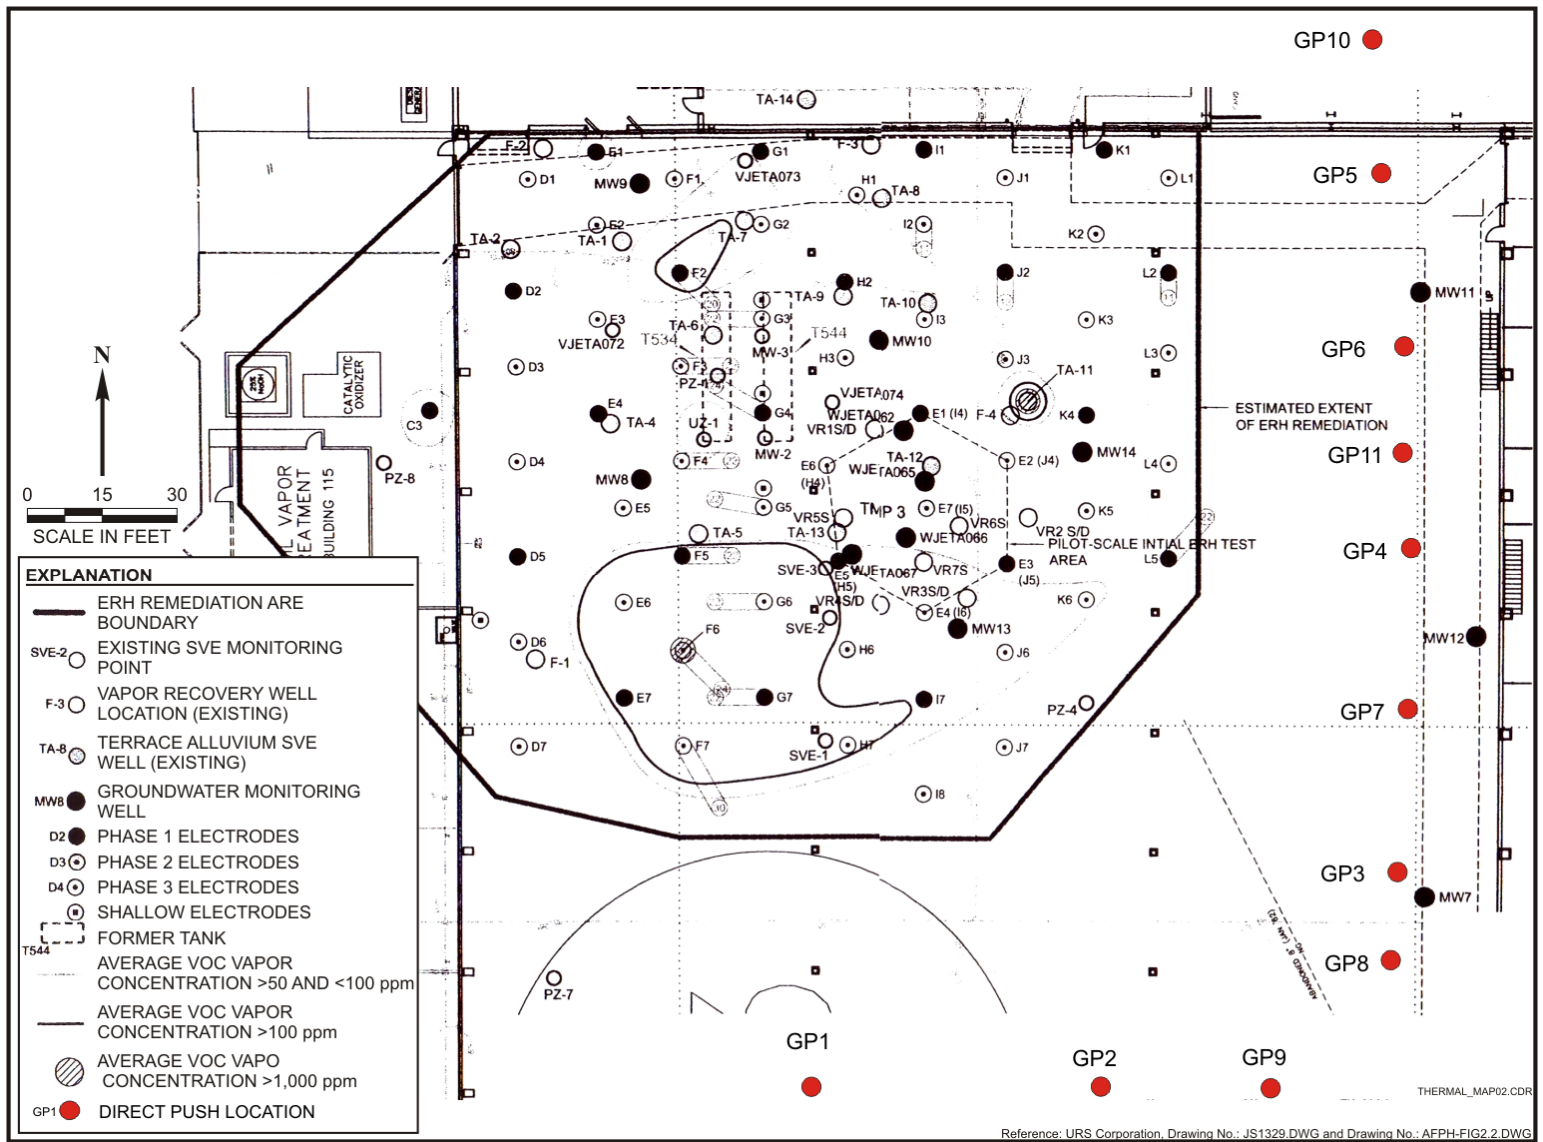 GP10
TA-14
F-2
E1
G1
F-3
I1
K1
VJETA073
D1
MW9
F1
H1
TA-8
J1
L1
GP5
E2
TA-2
TA-1
TA-7
G2
I2
K2
F2
H2
J2
L2
D2
TA-9
TA-10
MW11
E3
G3
I3
K3
UP
TA-6
T534
T544
VJETA072
MW-3
MW10
H3
J3
L3
GP6
N
D3
F3
PZ-1
TA-11
CATALYTIC
OXIDIZER
25%
NaOH
VJETA074
WJETA062
E1 (I4)
F-4
K4
ESTIMATED EXTENT
OF ERH REMEDIATION
C3
E4
TA-4
UZ-1
G4
VR1S/D
MW-2
MW14
GP11
PZ-8
D4
F4
E6
(H4)
TA-12
WJETA065
E2 (J4)
L4
0 15 30
SCALE IN FEET
MW8
E5
G5
E7 (I5)
K5
VR5S
MP 3
VR6S
VR2 S/D
TREATMENT
BUILDING 115
TA-5
TA-13
WJETA066
PILOT-SCALE INTIAL ERH TEST
AREA
GP4
D5
F5
SVE-3
E5
(H5)
WJETA067
VR7S
E3
(J5)
L5
E6
G6
VR4S/D
VR3S/D
E4 (I6)
K6
SVE-2
MW13
MW12
D6
F-1
F6
H6
J6
E7
G7
I7
PZ-4
GP7
D7
F7
SVE-1
H7
J7
I8
GP3
MW7
ABANDONED 8" (JAN 82)
NG
GP8
PZ-7
GP1
GP2
GP9
EXPLANATION
ERH REMEDIATION ARE
BOUNDARY
SVE-2 EXISTING SVE MONITORING
POINT
F-3 VAPOR RECOVERY WELL
LOCATION (EXISTING)
TA-8 TERRACE ALLUVIUM SVE
WELL (EXISTING)
MW8 GROUNDWATER MONITORING
WELL
D2 PHASE 1 ELECTRODES
D3 PHASE 2 ELECTRODES
D4 PHASE 3 ELECTRODES
SHALLOW ELECTRODES
T544 FORMER TANK
AVERAGE VOC VAPOR
CONCENTRATION >50 AND <100 ppm
AVERAGE VOC VAPOR
CONCENTRATION >100 ppm
AVERAGE VOC VAPO
CONCENTRATION >1,000 ppm
GP1 DIRECT PUSH LOCATION
THERMAL_MAP02.CDR
Reference: URS Corporation, Drawing No.: JS1329.DWG and Drawing No.: AFPH-FIG2.2.DWG